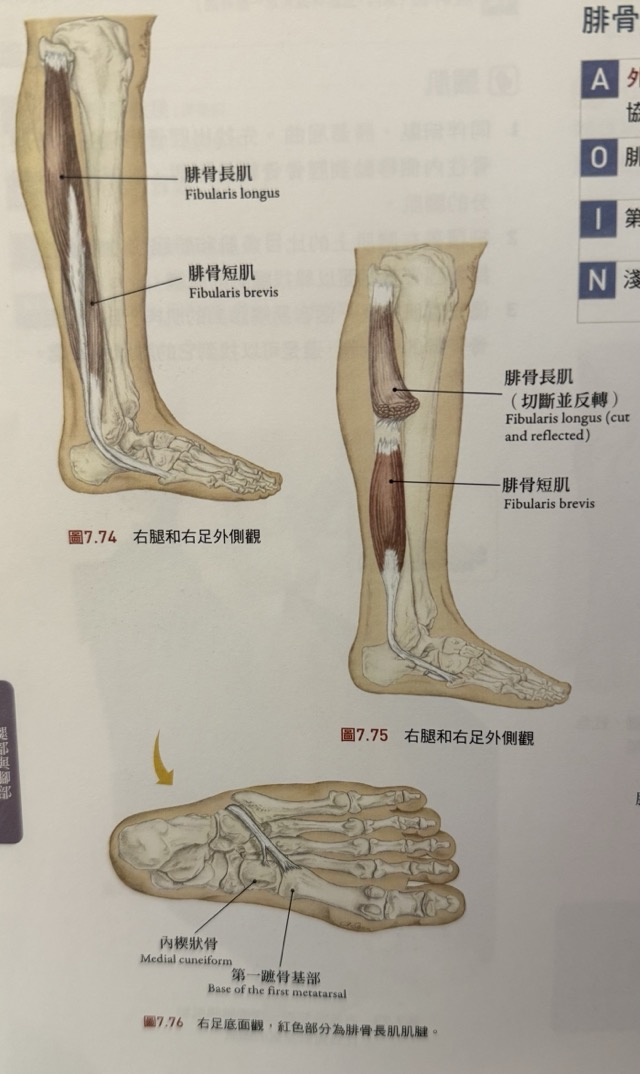 腓骨長肌
Fibularis longus
腓骨短肌
Fibularis brevis
圖7.74 右腿和右足外側觀
腓骨長肌
(切斷並反轉)
Fibularis longus (cut
and reflected)
腓骨短肌
Fibularis brevis
圖7.75 右腿和右足外側觀
內楔狀骨
Medial cuneiform
第一蹠骨基部
Base of the first metatarsal
圖7.76 右足底面觀，紅色部分為腓骨長肌肌腱。
腓骨
A 外
協
O 腓
I 第
N 淺